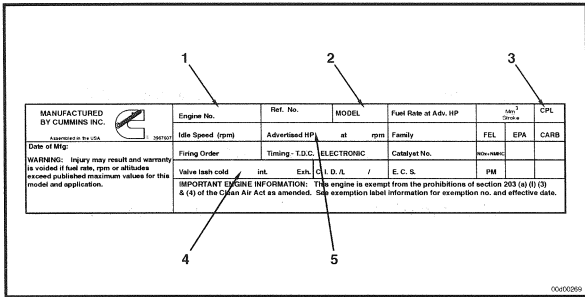 1 2 3
MANUFACTURED
BY CUMMINS INC.
Assembled in the USA 3967607
Date of Mfg:
WARNING: Injury may result and warranty
is voided if fuel rate, rpm or altitudes
exceed published maximum values for this
model and application.
Engine No. Ref. No. MODEL Fuel Rate at Adv. HP Mm3 Stroke CPL
Idle Speed (rpm) Advertised HP at rpm Family FEL EPA CARB
Firing Order Timing - T.D.C. ELECTRONIC Catalyst No. NOx+NMHC
Valve lash cold int. Exh. C. I. D. /L / E. C. S. PM
IMPORTANT ENGINE INFORMATION: This engine is exempt from the prohibitions of section 203 (a) (l) (3)
& (4) of the Clean Air Act as amended. See exemption label information for exemption no. and effective date.
4 5
00d00269